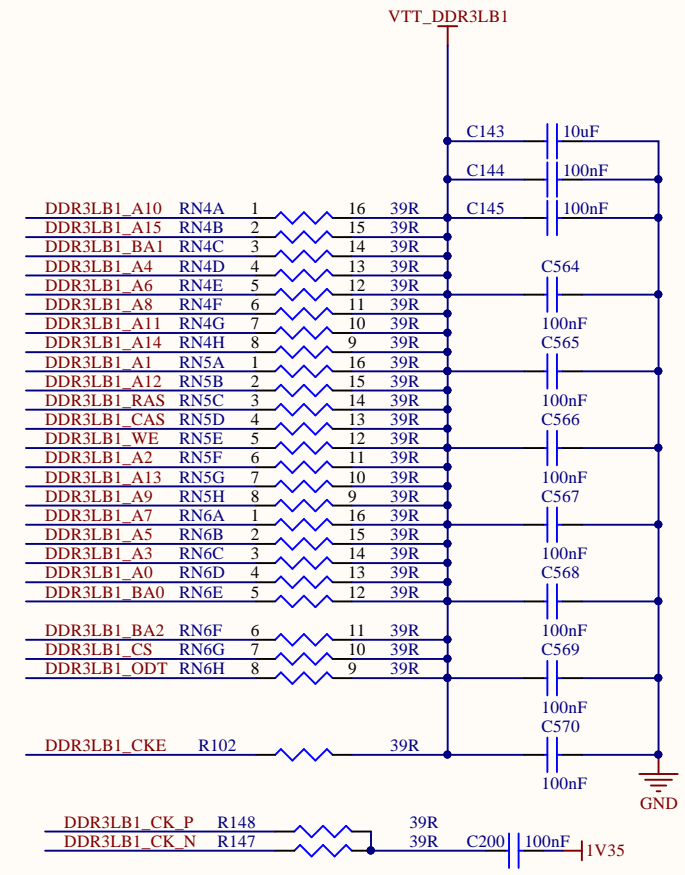 VTT_DDR3LB1
C143 10uF
C144 100nF
DDR3LB1_A10 RN4A 1 16 39R C145 100nF
DDR3LB1_A15 RN4B 2 15 39R
DDR3LB1_BA1 RN4C 3 14 39R
DDR3LB1_A4 RN4D 4 13 39R C564
DDR3LB1_A6 RN4E 5 12 39R
DDR3LB1_A8 RN4F 6 11 39R
DDR3LB1_A11 RN4G 7 10 39R 100nF
DDR3LB1_A14 RN4H 8 9 39R C565
DDR3LB1_A1 RN5A 1 16 39R
DDR3LB1_A12 RN5B 2 15 39R
DDR3LB1_RAS RN5C 3 14 39R 100nF
DDR3LB1_CAS RN5D 4 13 39R C566
DDR3LB1_WE RN5E 5 12 39R
DDR3LB1_A2 RN5F 6 11 39R
DDR3LB1_A13 RN5G 7 10 39R 100nF
DDR3LB1_A9 RN5H 8 9 39R C567
DDR3LB1_A7 RN6A 1 16 39R
DDR3LB1_A5 RN6B 2 15 39R
DDR3LB1_A3 RN6C 3 14 39R 100nF
DDR3LB1_A0 RN6D 4 13 39R C568
DDR3LB1_BA0 RN6E 5 12 39R
DDR3LB1_BA2 RN6F 6 11 39R 100nF
DDR3LB1_CS RN6G 7 10 39R C569
DDR3LB1_ODT RN6H 8 9 39R
100nF
C570
DDR3LB1_CKE R102 39R
100nF
GND
DDR3LB1_CK_P R148 39R
DDR3LB1_CK_N R147 39R C200 100nF 1V35